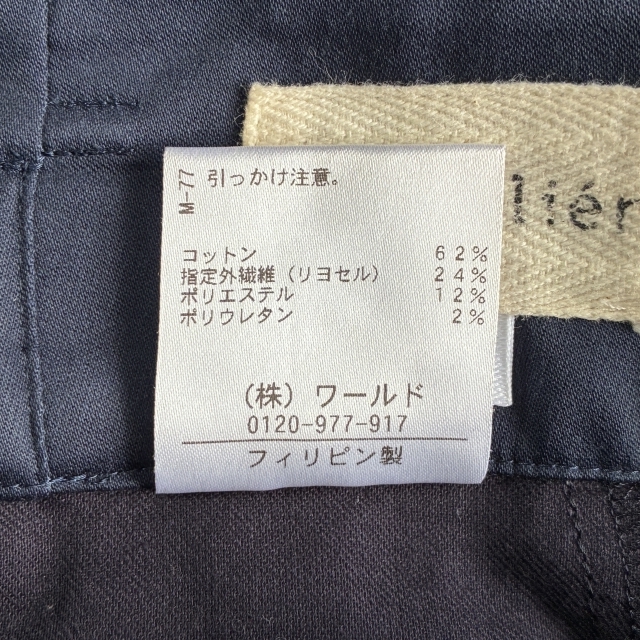 M-77
引っかけ注意。
コットン 62%
指定外繊維（リヨセル） 24%
ポリエステル 12%
ポリウレタン 2%
（株）ワールド
0120-977-917
フィリピン製